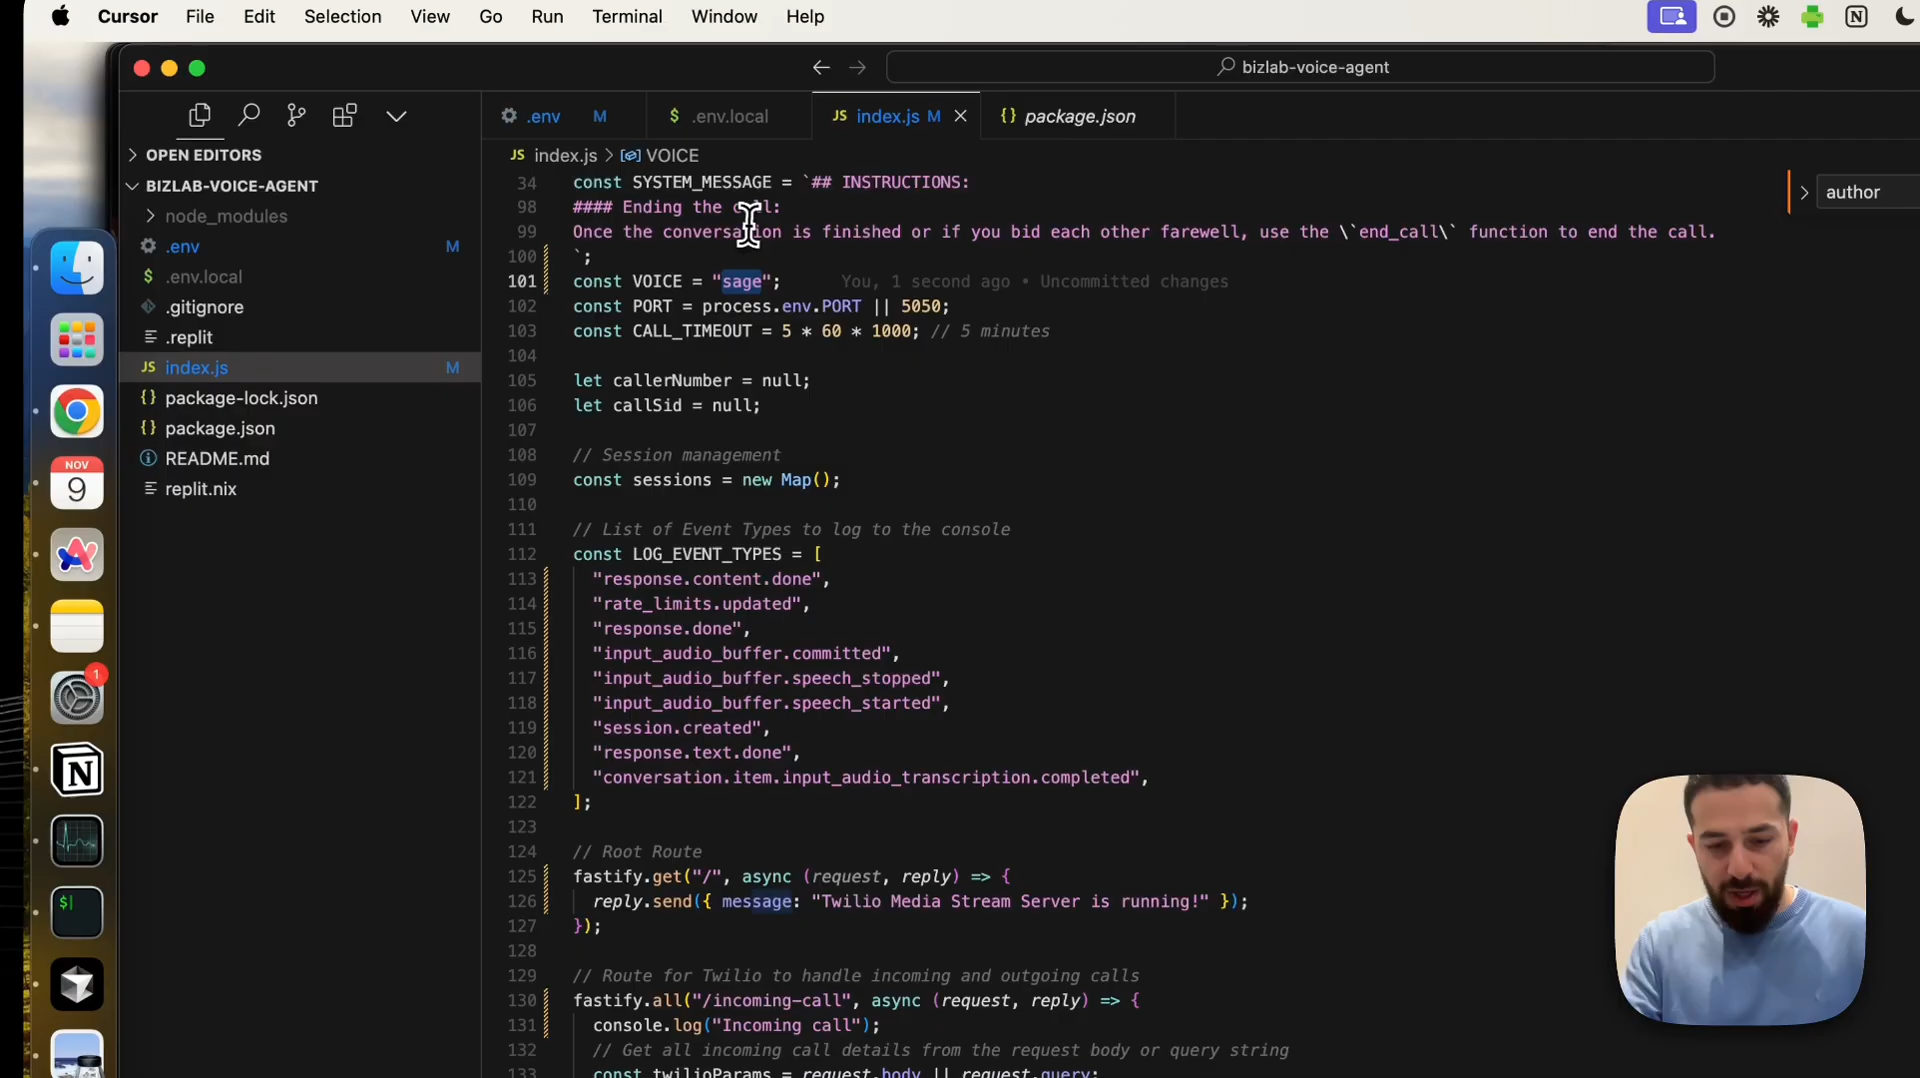 Cursor File Edit Selection View Go Run Terminal Window Help
bizlab-voice-agent
.env M $ .env.local JS index.js M {} package.json
JS index.js > VOICE
OPEN EDITORS
BIZLAB-VOICE-AGENT
node_modules
.env M
$ .env.local
.gitignore
.replit
JS index.js M
{} package-lock.json
{} package.json
README.md
replit.nix
author
34 const SYSTEM_MESSAGE = `## INSTRUCTIONS:
98 #### Ending the call:
99 Once the conversation is finished or if you bid each other farewell, use the \`end_call\` function to end the call.
100 `;
101 const VOICE = "sage"; You, 1 second ago • Uncommitted changes
102 const PORT = process.env.PORT || 5050;
103 const CALL_TIMEOUT = 5 * 60 * 1000; // 5 minutes
104
105 let callerNumber = null;
106 let callSid = null;
107
108 // Session management
109 const sessions = new Map();
110
111 // List of Event Types to log to the console
112 const LOG_EVENT_TYPES = [
113 "response.content.done",
114 "rate_limits.updated",
115 "response.done",
116 "input_audio_buffer.committed",
117 "input_audio_buffer.speech_stopped",
118 "input_audio_buffer.speech_started",
119 "session.created",
120 "response.text.done",
121 "conversation.item.input_audio_transcription.completed",
122 ];
123
124 // Root Route
125 fastify.get("/", async (request, reply) => {
126 reply.send({ message: "Twilio Media Stream Server is running!" });
127 });
128
129 // Route for Twilio to handle incoming and outgoing calls
130 fastify.all("/incoming-call", async (request, reply) => {
131 console.log("Incoming call");
132 // Get all incoming call details from the request body or query string
133 const twilioParams = request.body || request.query;
NOV
9
1
N
$